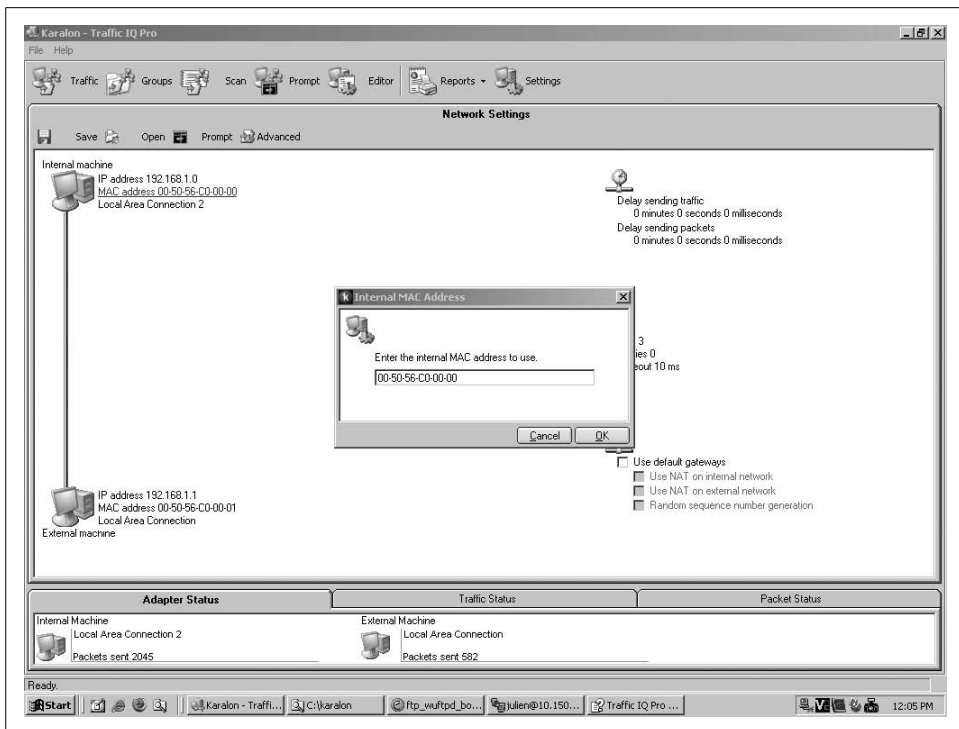 Karalon - Traffic IQ Pro
File Help
Traffic Groups Scan Prompt Editor Reports Settings
Network Settings
Save Open Prompt Advanced
Internal machine
IP address 192.168.1.0
MAC address 00-50-56-C0-00-00
Local Area Connection 2
Delay sending traffic
0 minutes 0 seconds 0 milliseconds
Delay sending packets
0 minutes 0 seconds 0 milliseconds
Internal MAC Address
Enter the internal MAC address to use.
00-50-56-C0-00-00
Cancel OK
3
ies 0
eout 10 ms
Use default gateways
Use NAT on internal network
Use NAT on external network
Random sequence number generation
IP address 192.168.1.1
MAC address 00-50-56-C0-00-01
Local Area Connection
External machine
Adapter Status Traffic Status Packet Status
Internal Machine
Local Area Connection 2
Packets sent 2045
External Machine
Local Area Connection
Packets sent 582
Ready.
Start Karalon - Traffi... C:\karalon ftp_wuftpd_bo... julien@10.150... Traffic IQ Pro ... 12:05 PM